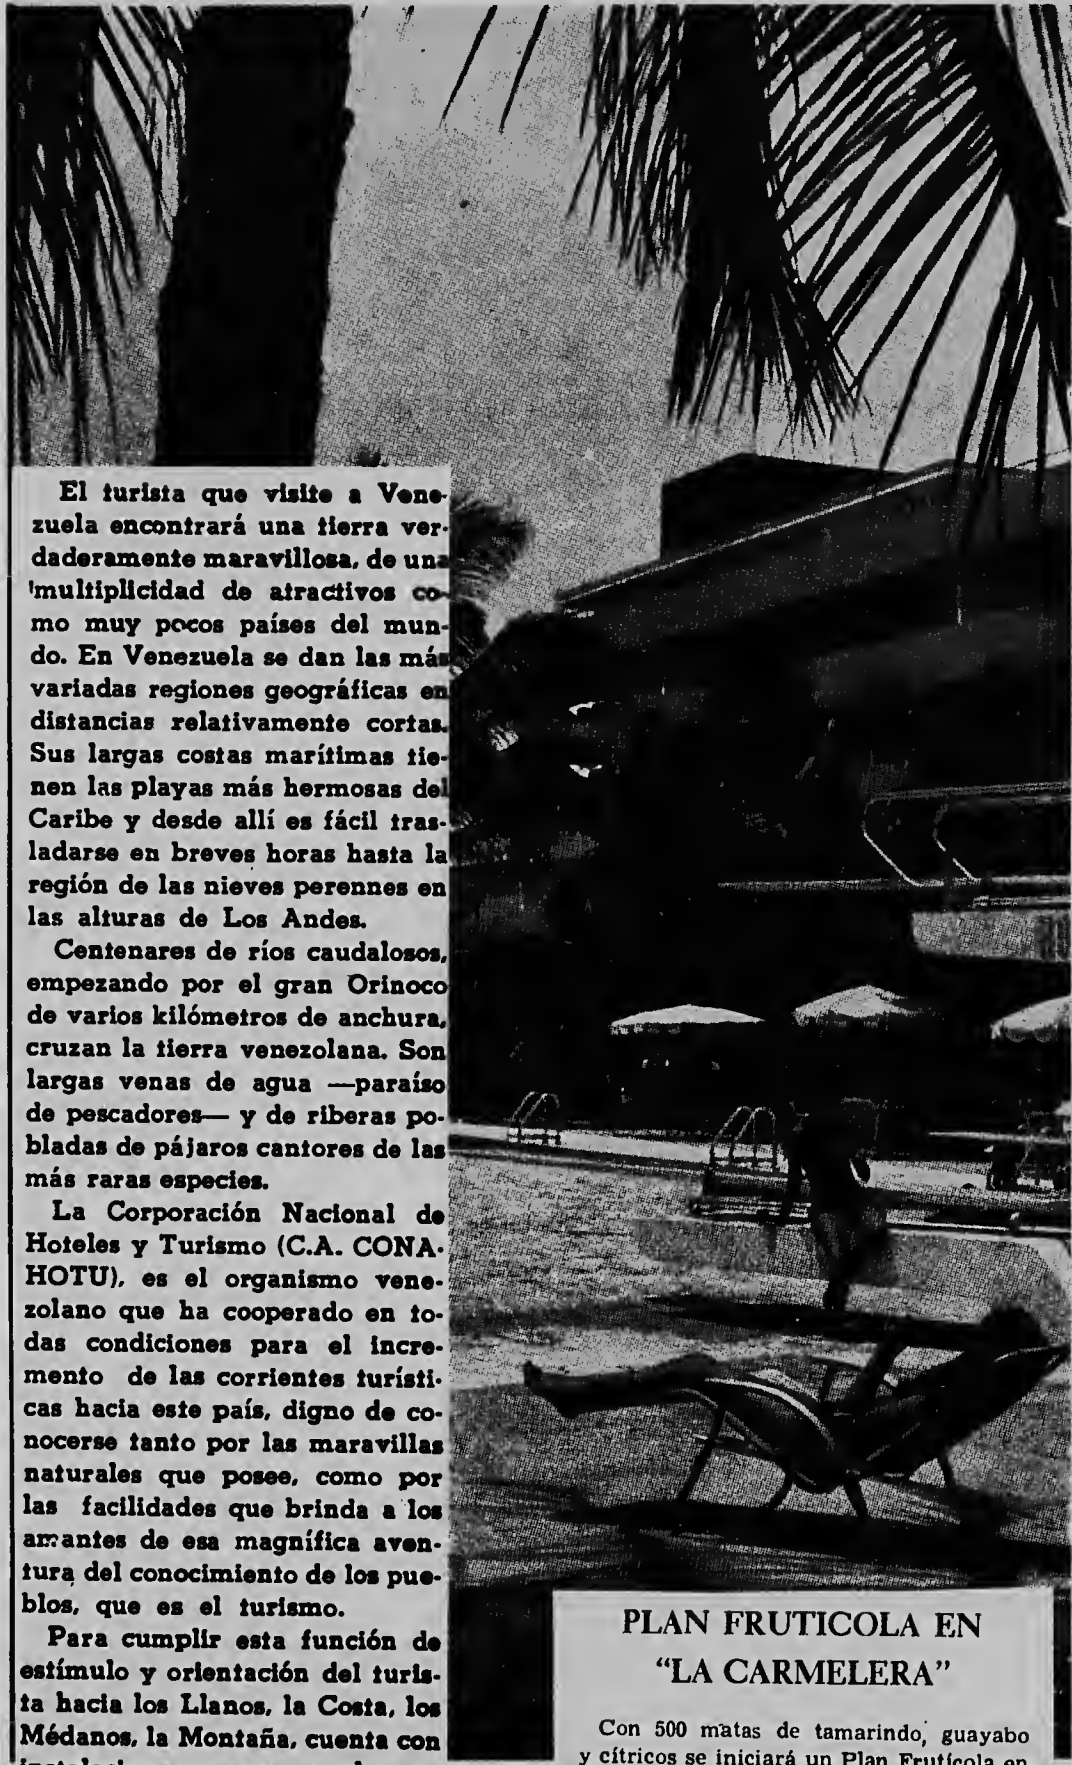 El turista que visite a Vene-
zuela encontrará una tierra ver-
daderamente maravillosa, de una
multiplicidad de atractivos co-
mo muy pocos países del mun-
do. En Venezuela se dan las más
variadas regiones geográficas en
distancias relativamente cortas.
Sus largas costas marítimas tie-
nen las playas más hermosas del
Caribe y desde allí es fácil tras-
ladarse en breves horas hasta la
región de las nieves perennes en
las alturas de Los Andes.
Centenares de ríos caudalosos,
empezando por el gran Orinoco
de varios kilómetros de anchura,
cruzan la tierra venezolana. Son
largas venas de agua —paraíso
de pescadores— y de riberas po-
bladas de pájaros cantores de las
más raras especies.
La Corporación Nacional de
Hoteles y Turismo (C.A. CONA-
HOTU), es el organismo vene-
zolano que ha cooperado en to-
das condiciones para el incre-
mento de las corrientes turísti-
cas hacia este país, digno de co-
nocerse tanto por las maravillas
naturales que posee, como por
las facilidades que brinda a los
amantes de esa magnífica aven-
tura del conocimiento de los pue-
blos, que es el turismo.
Para cumplir esta función de
estímulo y orientación del turis-
ta hacia los Llanos, la Costa, los
Médanos, la Montaña, cuenta con
PLAN FRUTICOLA EN
“LA CARMELERA”
Con 500 matas de tamarindo, guayabo
y cítricos se iniciará un Plan Frutícola en